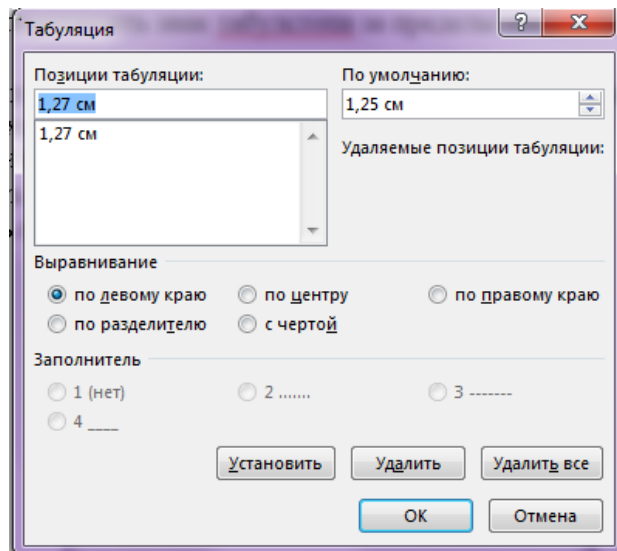 Табуляция
Позиции табуляции:
По умолчанию:
1,27 см
1,25 см
1,27 см
Удаляемые позиции табуляции:
Выравнивание
по левому краю
по центру
по правому краю
по разделителю
с чертой
Заполнитель
1 (нет)
2 .......
3 -------
4 ____
Установить
Удалить
Удалить все
ОК
Отмена